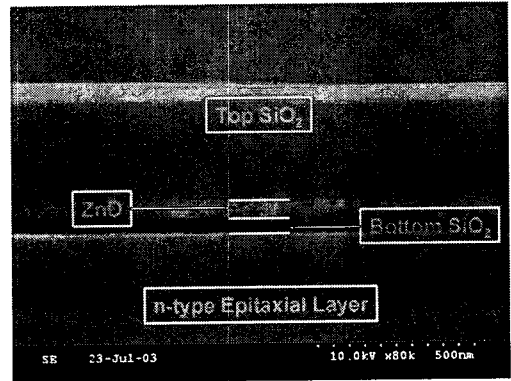 Top SiO₂
ZnO
Bottom SiO₂
n-type Epitaxial Layer
SE 23-Jul-03 10.0kV x80k 500nm